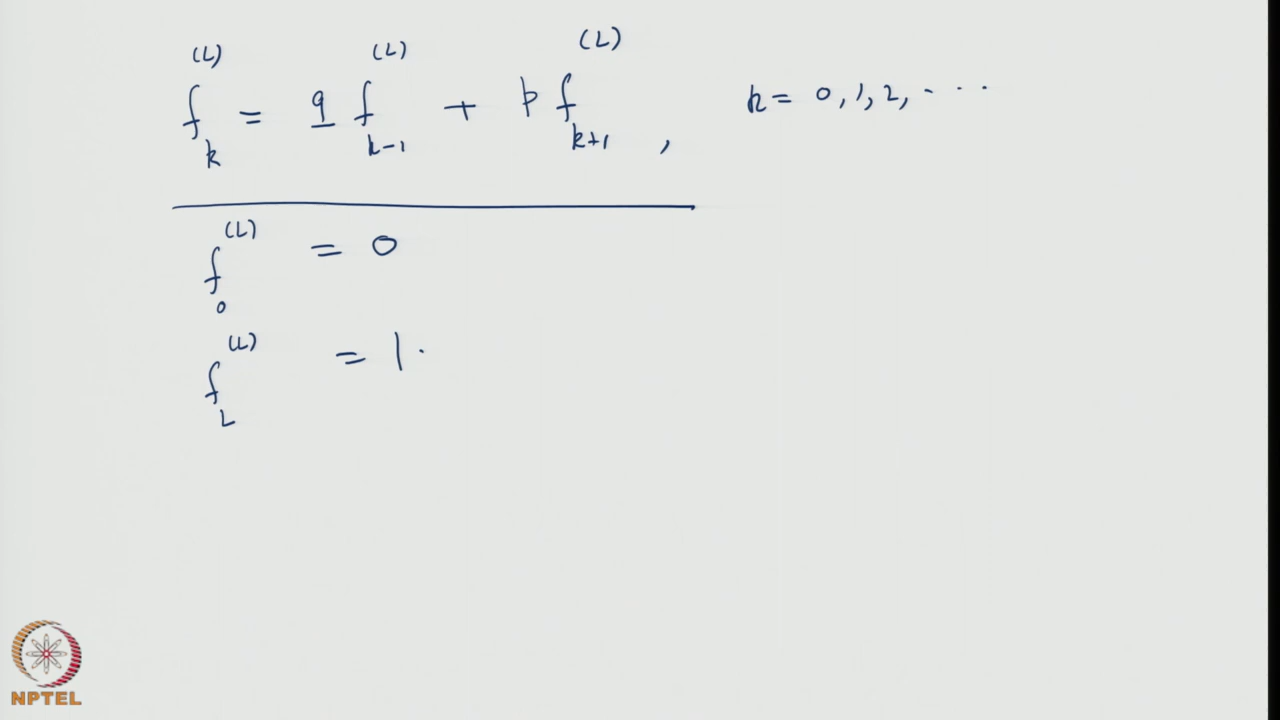 f_k^{(L)} = q f_{k-1}^{(L)} + p f_{k+1}^{(L)} , k = 0, 1, 2, - - - -
f_0^{(L)} = 0
f_L^{(L)} = 1.
NPTEL